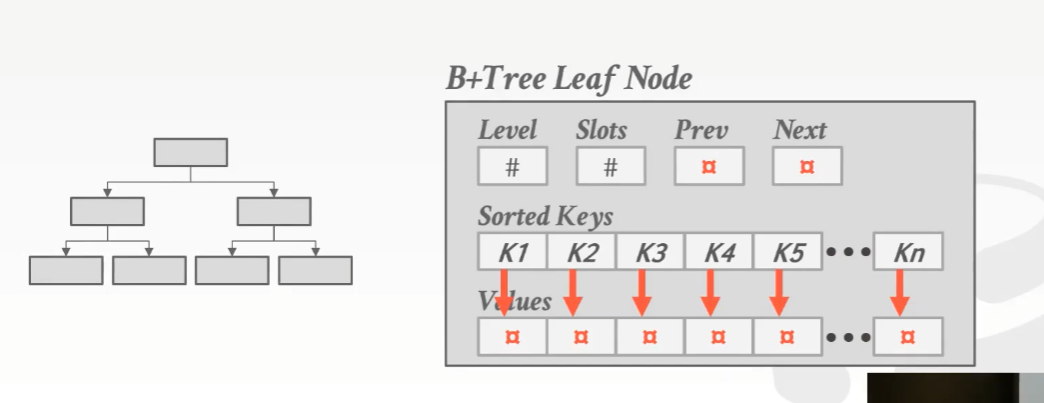 B+Tree Leaf Node
Level Slots Prev Next
# # ¤ ¤
Sorted Keys
K1 K2 K3 K4 K5 ••• Kn
Values
¤ ¤ ¤ ¤ ¤ ••• ¤